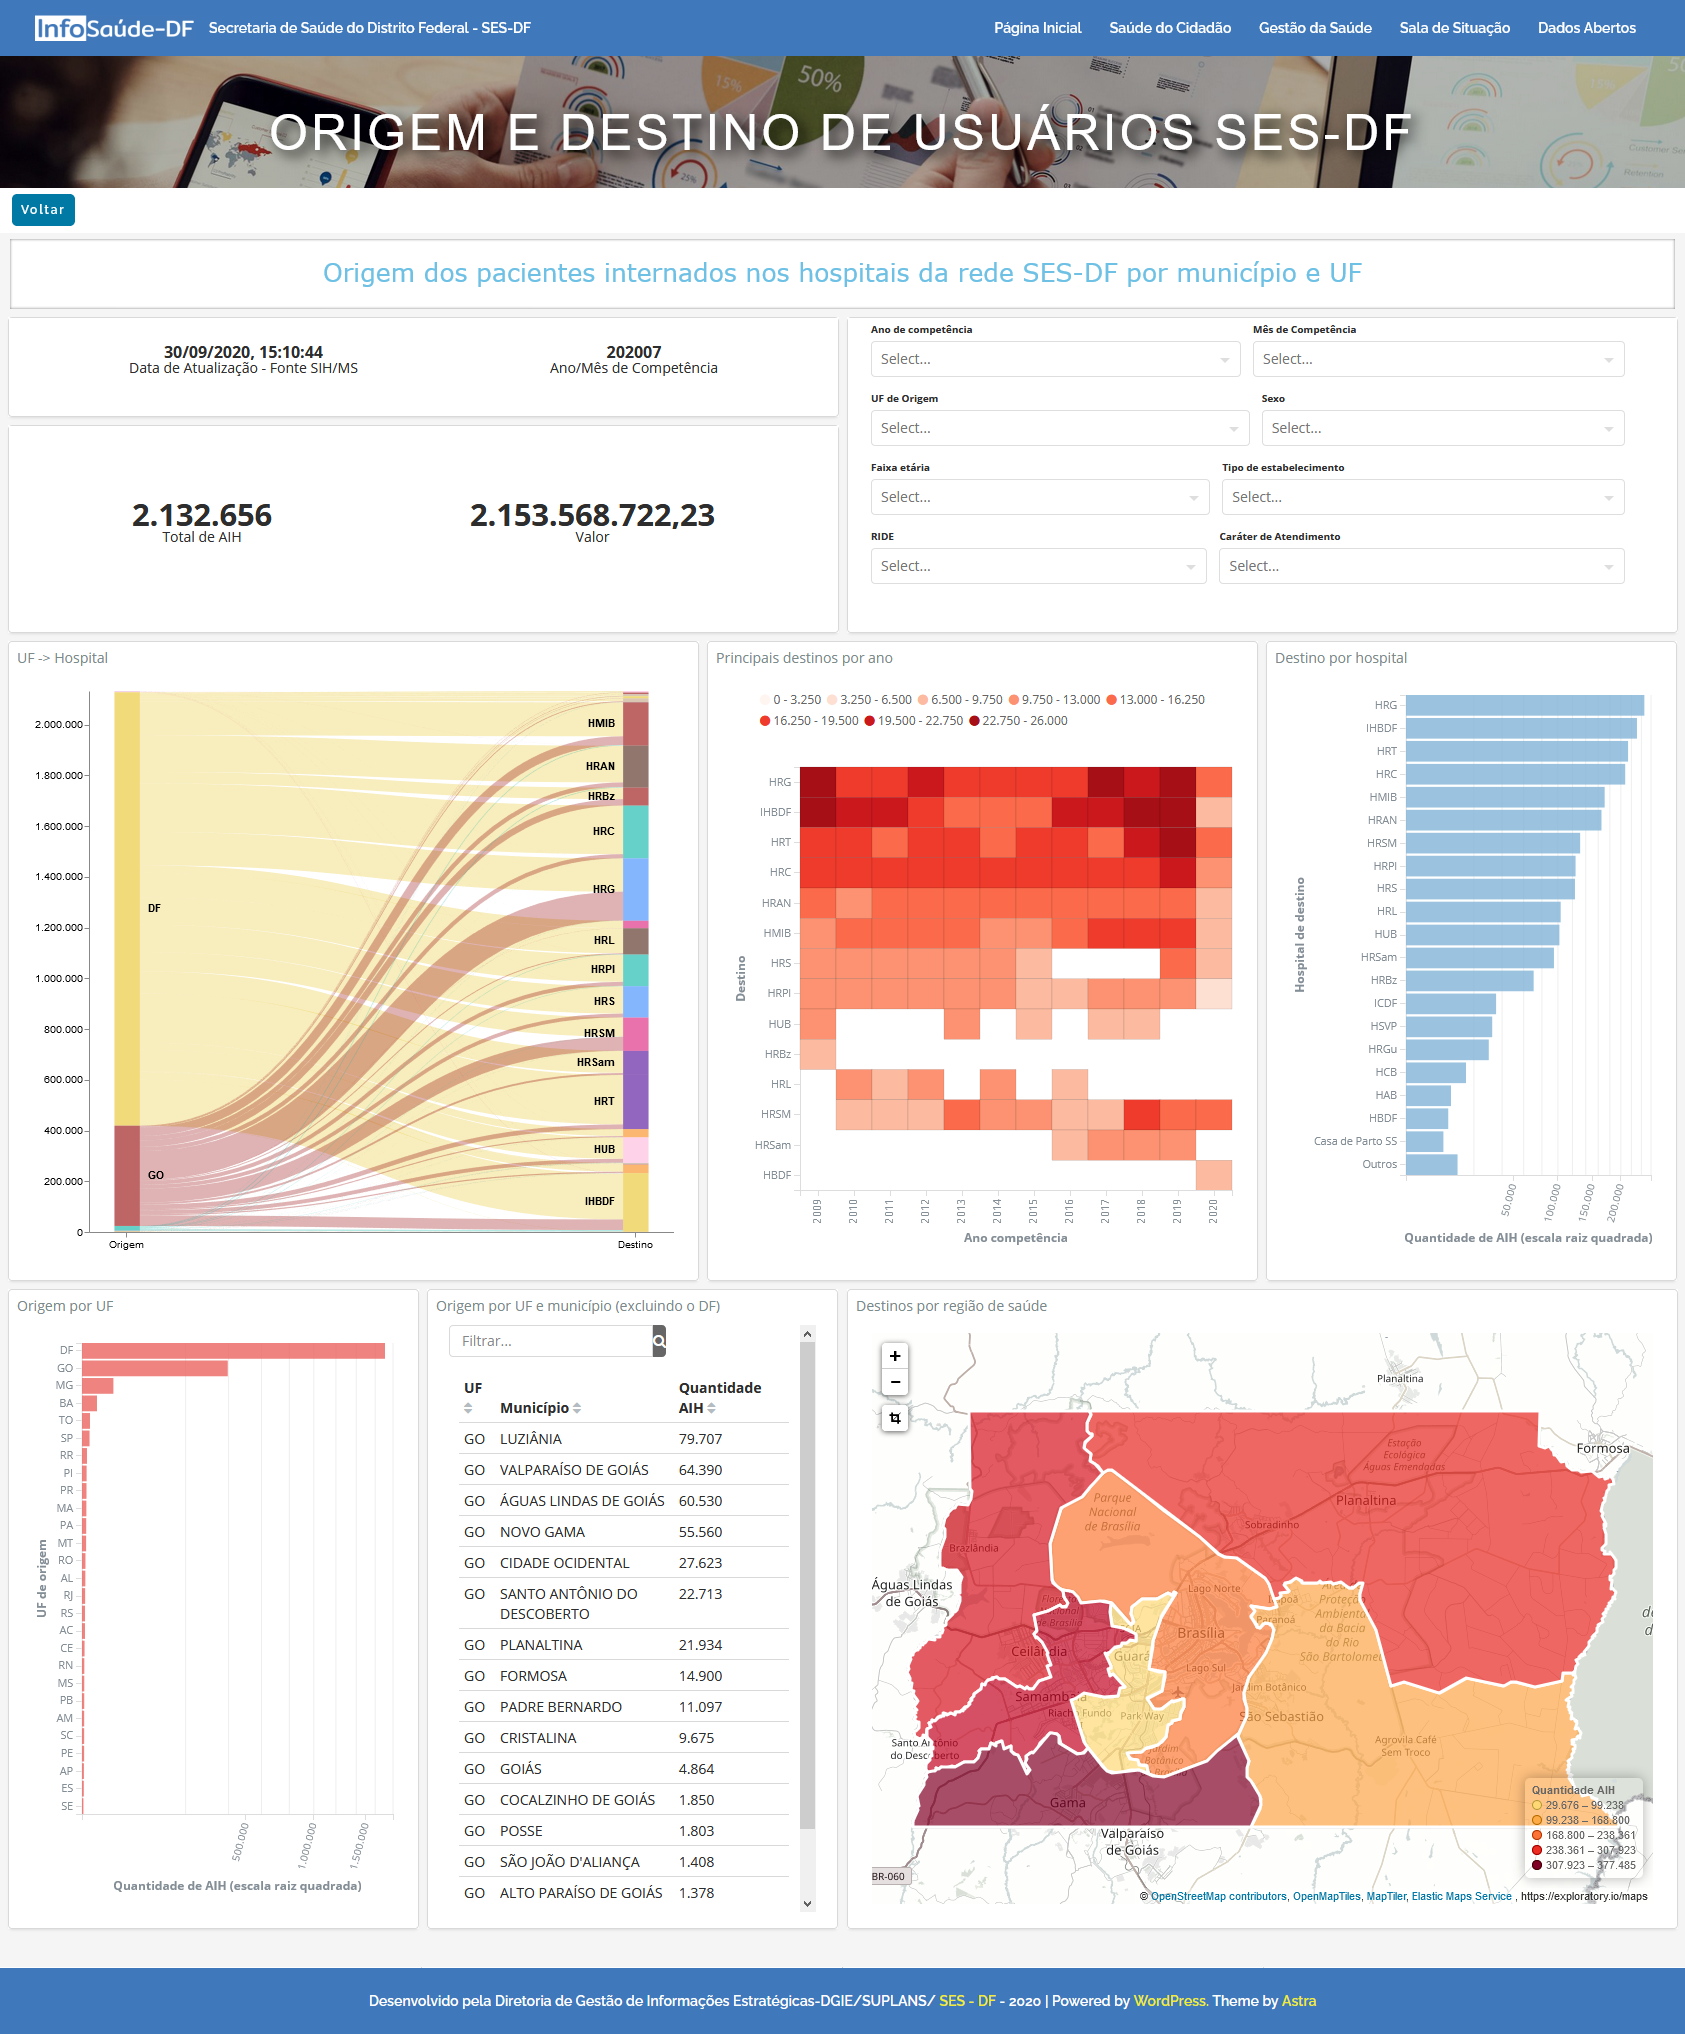 InfoSaúde-DF Secretaria de Saúde do Distrito Federal - SES-DF Página Inicial Saúde do Cidadão Gestão da Saúde Sala de Situação Dados Abertos
15% 50% 50
ORIGEM E DESTINO DE USUÁRIOS SES-DF
25% Retention
Voltar
Origem dos pacientes internados nos hospitais da rede SES-DF por município e UF
30/09/2020, 15:10:44
Data de Atualização - Fonte SIH/MS
202007
Ano/Mês de Competência
2.132.656
Total de AIH
2.153.568.722,23
Valor
Ano de competência
Select...
Mês de Competência
Select...
UF de Origem
Select...
Sexo
Select...
Faixa etária
Select...
Tipo de estabelecimento
Select...
RIDE
Select...
Caráter de Atendimento
Select...
UF -> Hospital
2.000.000
1.800.000
1.600.000
1.400.000
1.200.000
1.000.000
800.000
600.000
400.000
200.000
0
DF
GO
HMIB
HRAN
HRBz
HRC
HRG
HRL
HRPI
HRS
HRSM
HRSam
HRT
HUB
IHBDF
Origem
Destino
Principais destinos por ano
0 - 3.250 3.250 - 6.500 6.500 - 9.750 9.750 - 13.000 13.000 - 16.250
16.250 - 19.500 19.500 - 22.750 22.750 - 26.000
Destino
HRG
IHBDF
HRT
HRC
HRAN
HMIB
HRS
HRPI
HUB
HRBz
HRL
HRSM
HRSam
HBDF
2009 2010 2011 2012 2013 2014 2015 2016 2017 2018 2019 2020
Ano competência
Destino por hospital
Hospital de destino
HRG
IHBDF
HRT
HRC
HMIB
HRAN
HRSM
HRPI
HRS
HRL
HUB
HRSam
HRBz
ICDF
HSVP
HRGu
HCB
HAB
HBDF
Casa de Parto SS
Outros
50.000 100.000 150.000 200.000
Quantidade de AIH (escala raiz quadrada)
Origem por UF
UF de origem
DF
GO
MG
BA
TO
SP
RR
PI
PR
MA
PA
MT
RO
AL
RJ
RS
AC
CE
RN
MS
PB
AM
SC
PE
AP
ES
SE
500.000 1.000.000 1.500.000
Quantidade de AIH (escala raiz quadrada)
Origem por UF e município (excluindo o DF)
Filtrar...
UF Município Quantidade AIH
GO LUZIÂNIA 79.707
GO VALPARAÍSO DE GOIÁS 64.390
GO ÁGUAS LINDAS DE GOIÁS 60.530
GO NOVO GAMA 55.560
GO CIDADE OCIDENTAL 27.623
GO SANTO ANTÔNIO DO DESCOBERTO 22.713
GO PLANALTINA 21.934
GO FORMOSA 14.900
GO PADRE BERNARDO 11.097
GO CRISTALINA 9.675
GO GOIÁS 4.864
GO COCALZINHO DE GOIÁS 1.850
GO POSSE 1.803
GO SÃO JOÃO D'ALIANÇA 1.408
GO ALTO PARAÍSO DE GOIÁS 1.378
Destinos por região de saúde
+
−
Planaltina
Formosa
Estação
Ecológica
Águas Emendadas
Planaltina
Parque
Nacional
de Brasília
Sobradinho
Brazlândia
Águas Lindas
de Goiás
Lago Norte
Paranoá
Proteção
Ambienta
da Bacia
do Rio
São Bartolomeu
Brasília
Ceilândia
Guará
Lago Sul
Jardim Botânico
Samambaia
Riacho Fundo
Park Way
São Sebastião
Santo Antônio
do Descoberto
Agrovila Café
Sem Troco
Jardim
Botânico
Gama
Valparaíso
de Goiás
BR-060
Quantidade AIH
29.676 – 99.238
99.238 – 168.800
168.800 – 238.361
238.361 – 307.923
307.923 – 377.485
© OpenStreetMap contributors, OpenMapTiles, MapTiler, Elastic Maps Service , https://exploratory.io/maps
Desenvolvido pela Diretoria de Gestão de Informações Estratégicas-DGIE/SUPLANS/ SES - DF - 2020 | Powered by WordPress. Theme by Astra